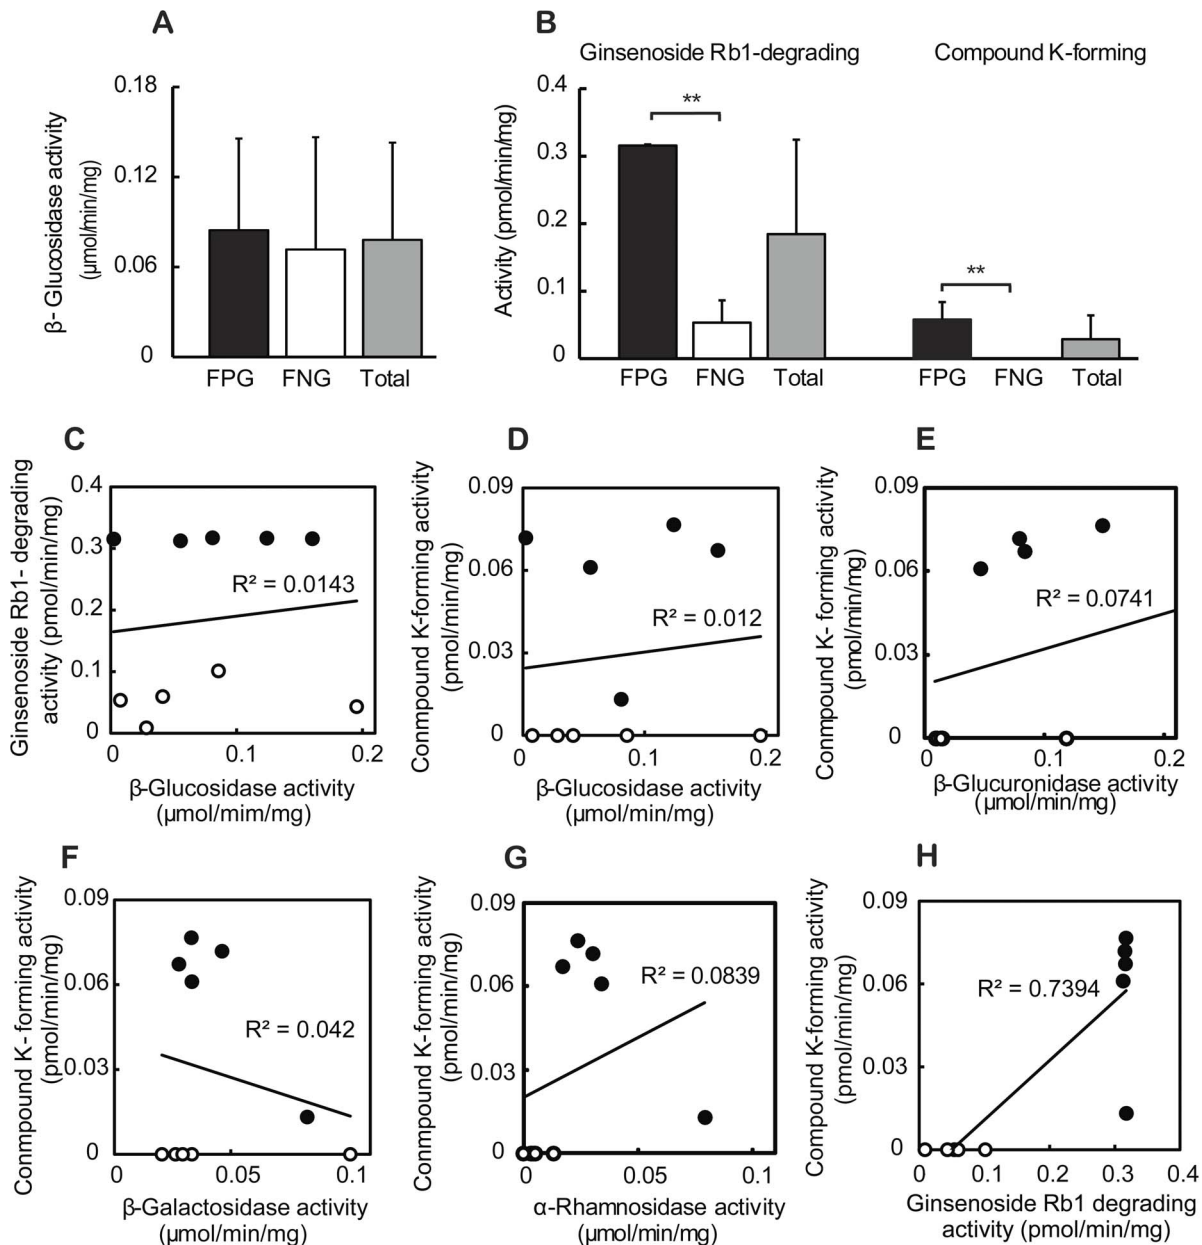 A
β- Glucosidase activity
(µmol/min/mg)
0.18
0.12
0.06
0
FPG FNG Total
B
Ginsenoside Rb1-degrading Compound K-forming
Activity (pmol/min/mg)
0.4
0.3
0.2
0.1
0
**
**
FPG FNG Total FPG FNG Total
C
Ginsenoside Rb1- degrading
activity (pmol/min/mg)
0.4
0.3
0.2
0.1
0
R² = 0.0143
0 0.1 0.2
β-Glucosidase activity
(µmol/mim/mg)
D
Conmpound K-forming activity
(pmol/min/mg)
0.09
0.06
0.03
0
R² = 0.012
0 0.1 0.2
β-Glucosidase activity
(µmol/min/mg)
E
Conmpound K- forming activity
(pmol/min/mg)
0.09
0.06
0.03
0
R² = 0.0741
0 0.1 0.2
β-Glucuronidase activity
(µmol/min/mg)
F
Conmpound K- forming activity
(pmol/min/mg)
0.09
0.06
0.03
0
R² = 0.042
0 0.05 0.1
β-Galactosidase activity
(µmol/min/mg)
G
Conmpound K-forming activity
(pmol/min/mg)
0.09
0.06
0.03
0
R² = 0.0839
0 0.05 0.1
α-Rhamnosidase activity
(µmol/min/mg)
H
Compound K-forming activity
(pmol/min/mg)
0.09
0.06
0.03
0
R² = 0.7394
0 0.1 0.2 0.3 0.4
Ginsenoside Rb1 degrading
activity (pmol/min/mg)